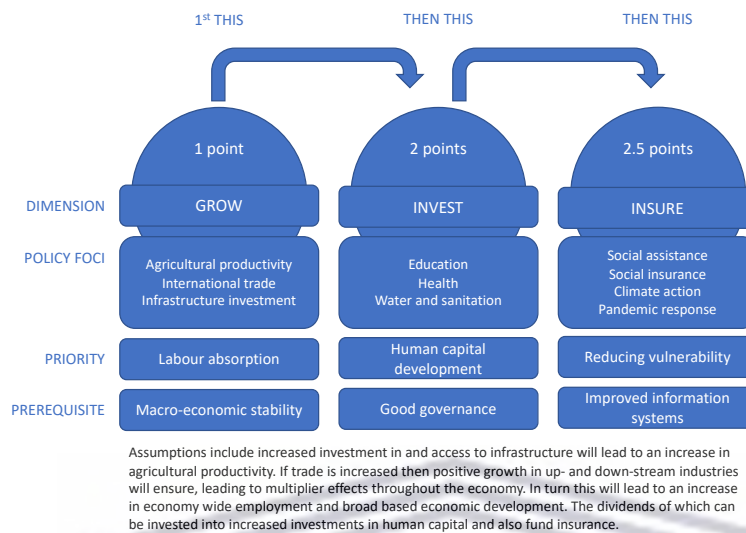 1st THIS
THEN THIS
THEN THIS
1 point
2 points
2.5 points
DIMENSION
GROW
INVEST
INSURE
POLICY FOCI
Agricultural productivity
International trade
Infrastructure investment
Education
Health
Water and sanitation
Social assistance
Social insurance
Climate action
Pandemic response
PRIORITY
Labour absorption
Human capital
development
Reducing vulnerability
PREREQUISITE
Macro-economic stability
Good governance
Improved information
systems
Assumptions include increased investment in and access to infrastructure will lead to an increase in
agricultural productivity. If trade is increased then positive growth in up- and down-stream industries
will ensure, leading to multiplier effects throughout the economy. In turn this will lead to an increase
in economy wide employment and broad based economic development. The dividends of which can
be invested into increased investments in human capital and also fund insurance.